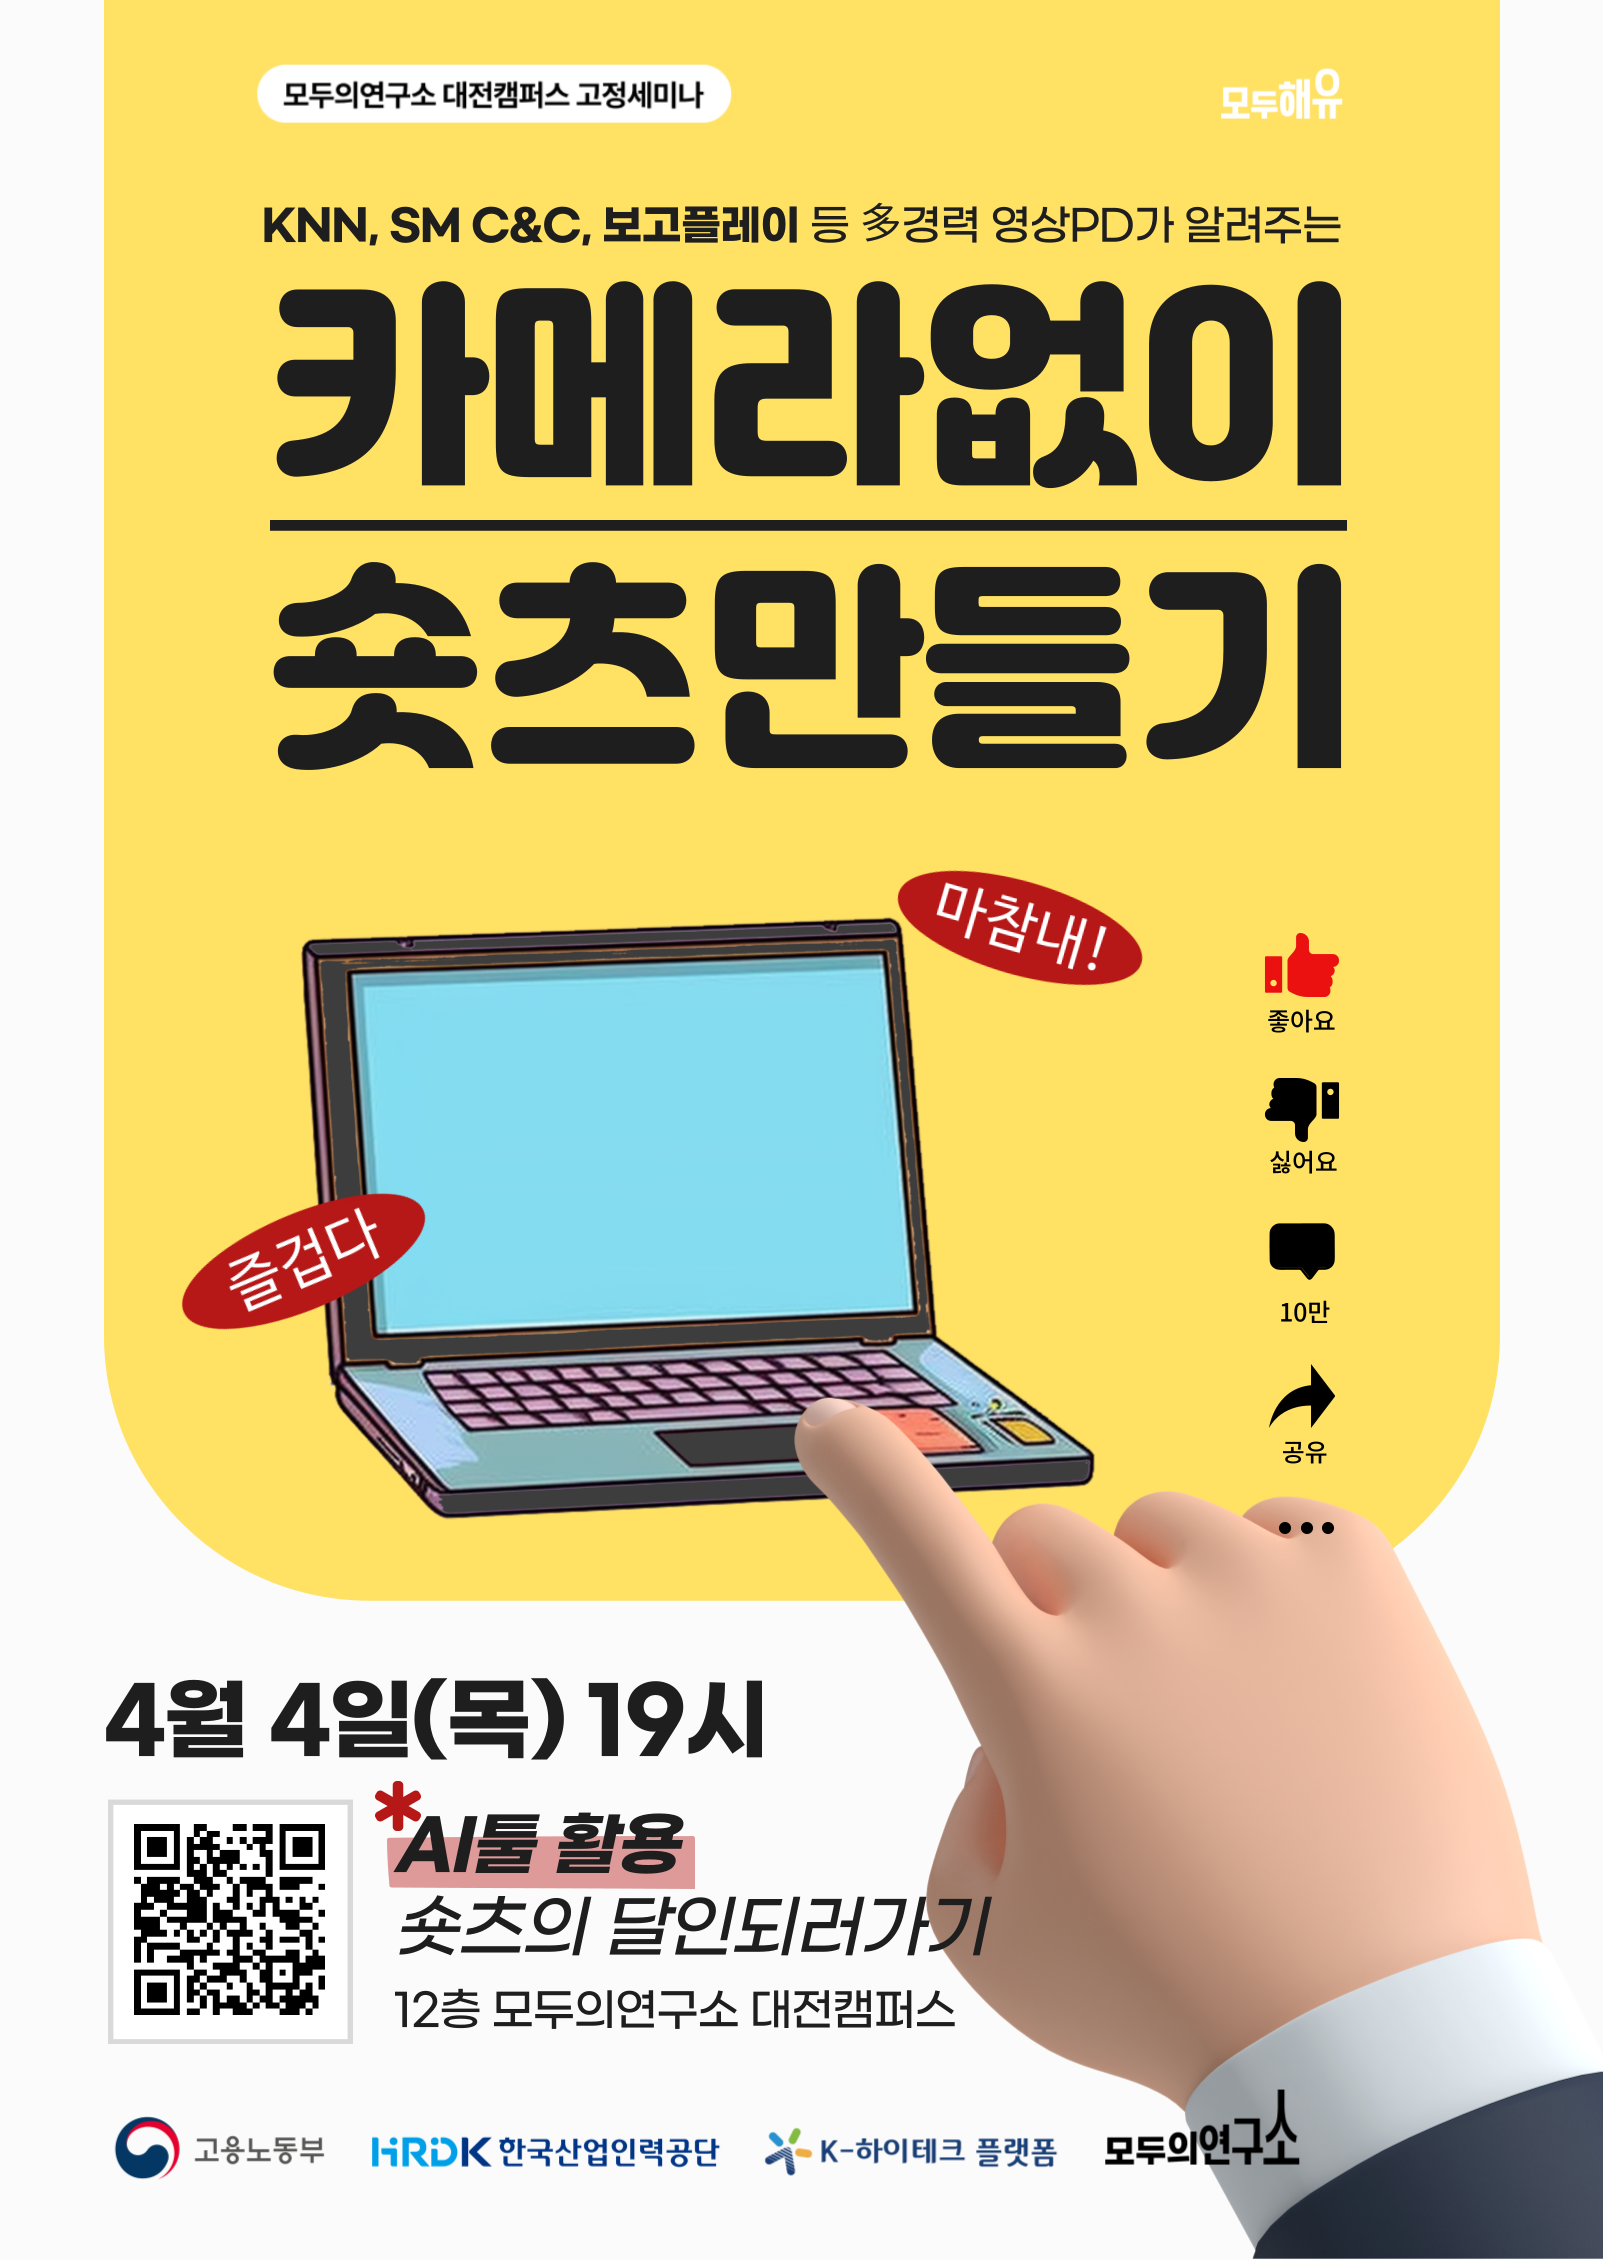 모두의연구소 대전캠퍼스 고정세미나
모두해유
KNN, SM C&C, 보고플레이 등 多경력 영상PD가 알려주는
카메라없이
숏츠만들기
마참내!
좋아요
싫어요
즐겁다
10만
공유
4월 4일(목) 19시
*AI툴 활용
숏츠의 달인되러가기
12층 모두의연구소 대전캠퍼스
고용노동부
HRDK 한국산업인력공단
K-하이테크 플랫폼
모두의연구소